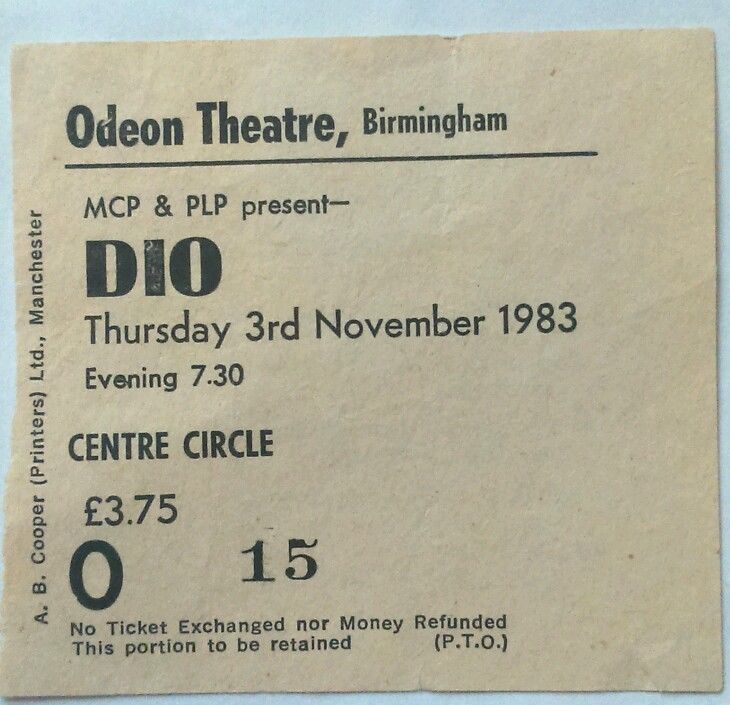 Odeon Theatre, Birmingham
MCP & PLP present—
DIO
Thursday 3rd November 1983
Evening 7.30
CENTRE CIRCLE
£3.75
O 15
No Ticket Exchanged nor Money Refunded
This portion to be retained (P.T.O.)
A. B. Cooper (Printers) Ltd., Manchester